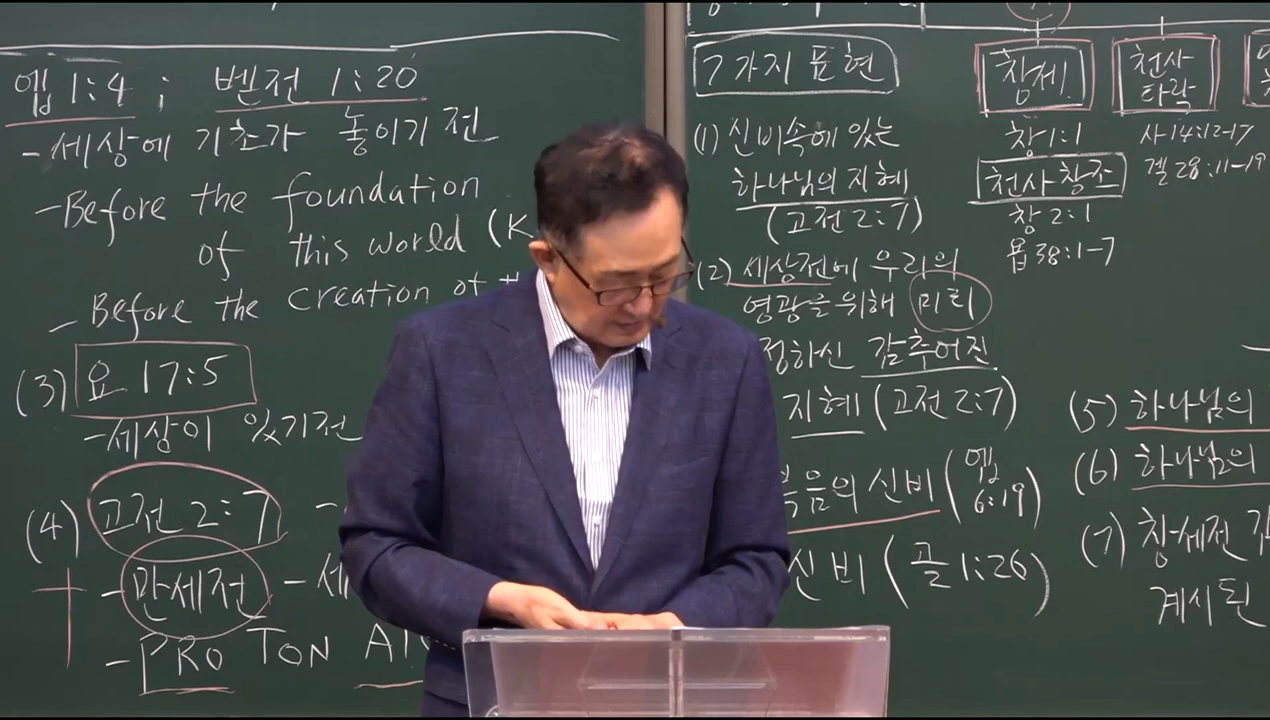 엡 1:4 ; 벧전 1:20
-세상에 기초가 놓이기 전
-Before the foundation
of this world (K
- Before the creation of th
(3) 요 17:5
-세상이 있기전
(4) 고전 2:7 -
-만세전 -세
-PRO TON AI
7가지 표현
(1) 신비속에 있는
하나님의 지혜
(고전 2:7)
(2) 세상전에 우리의
영광을 위해 미리
정하신 감추어진
지혜 (고전 2:7)
복음의 신비 (엡 6:19)
신비 (골 1:26)
창제
창 1:1
천사창조
창 2:1
욥 38:1-7
천사
타락
사 14:12-17
겔 28:11-19
(5) 하나님의
(6) 하나님의
(7) 창세전
계시된